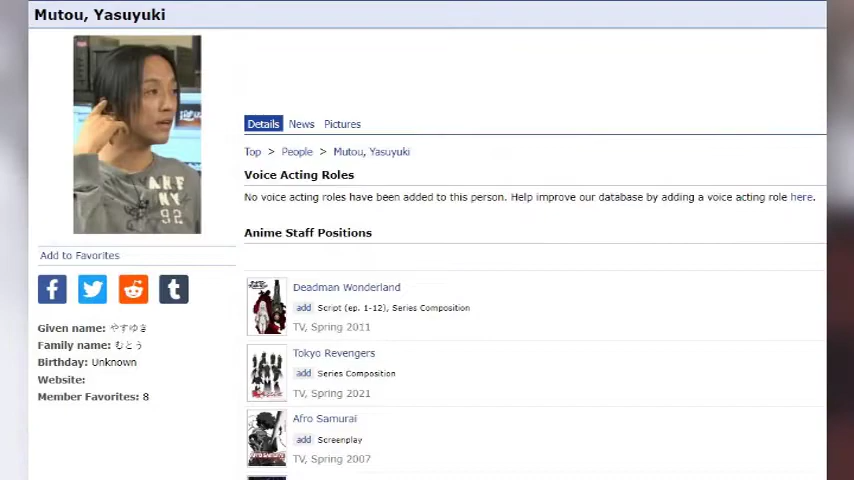 Mutou, Yasuyuki
Details News Pictures
Top > People > Mutou, Yasuyuki
Voice Acting Roles
No voice acting roles have been added to this person. Help improve our database by adding a voice acting role here.
Anime Staff Positions
Add to Favorites
Given name: やすゆき
Family name: むとう
Birthday: Unknown
Website:
Member Favorites: 8
Deadman Wonderland
add Script (ep. 1-12), Series Composition
TV, Spring 2011
Tokyo Revengers
add Series Composition
TV, Spring 2021
Afro Samurai
add Screenplay
TV, Spring 2007